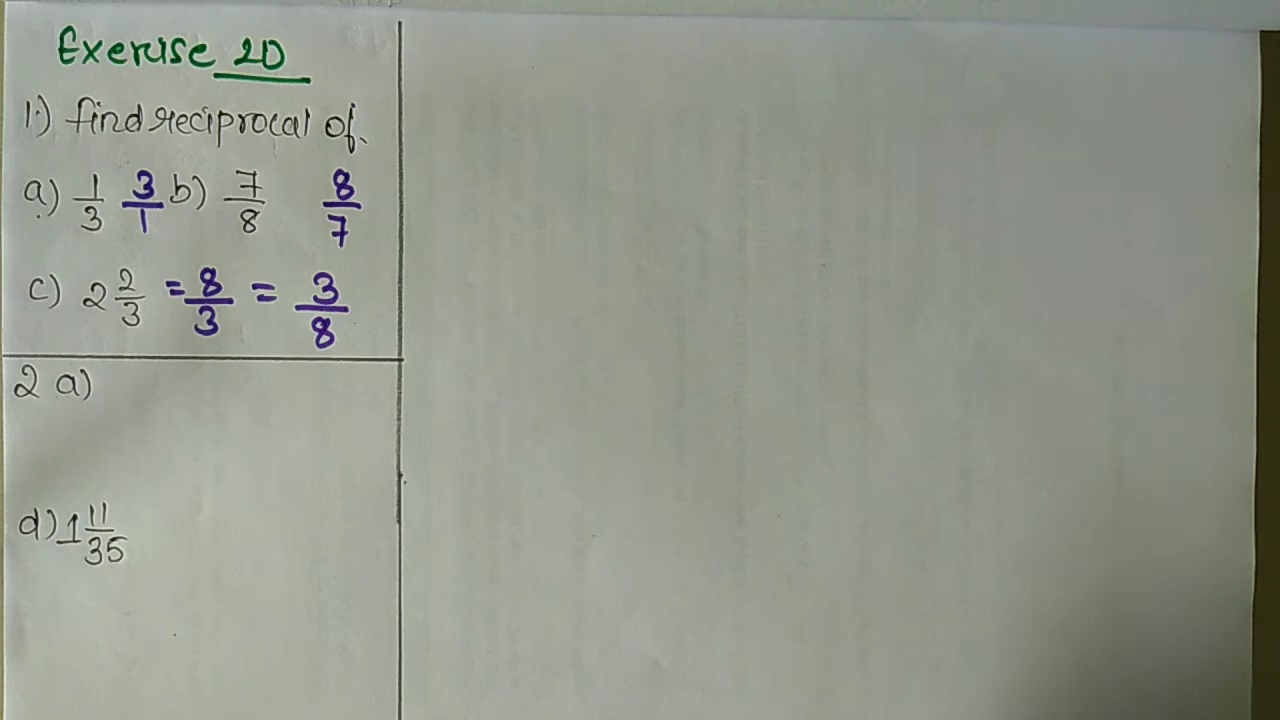 Exercise 2D
1.) find reciprocal of.
a) 1/3 3/1 b) 7/8 8/7
c) 2 2/3 = 8/3 = 3/8
2 a)
d) 1 11/35